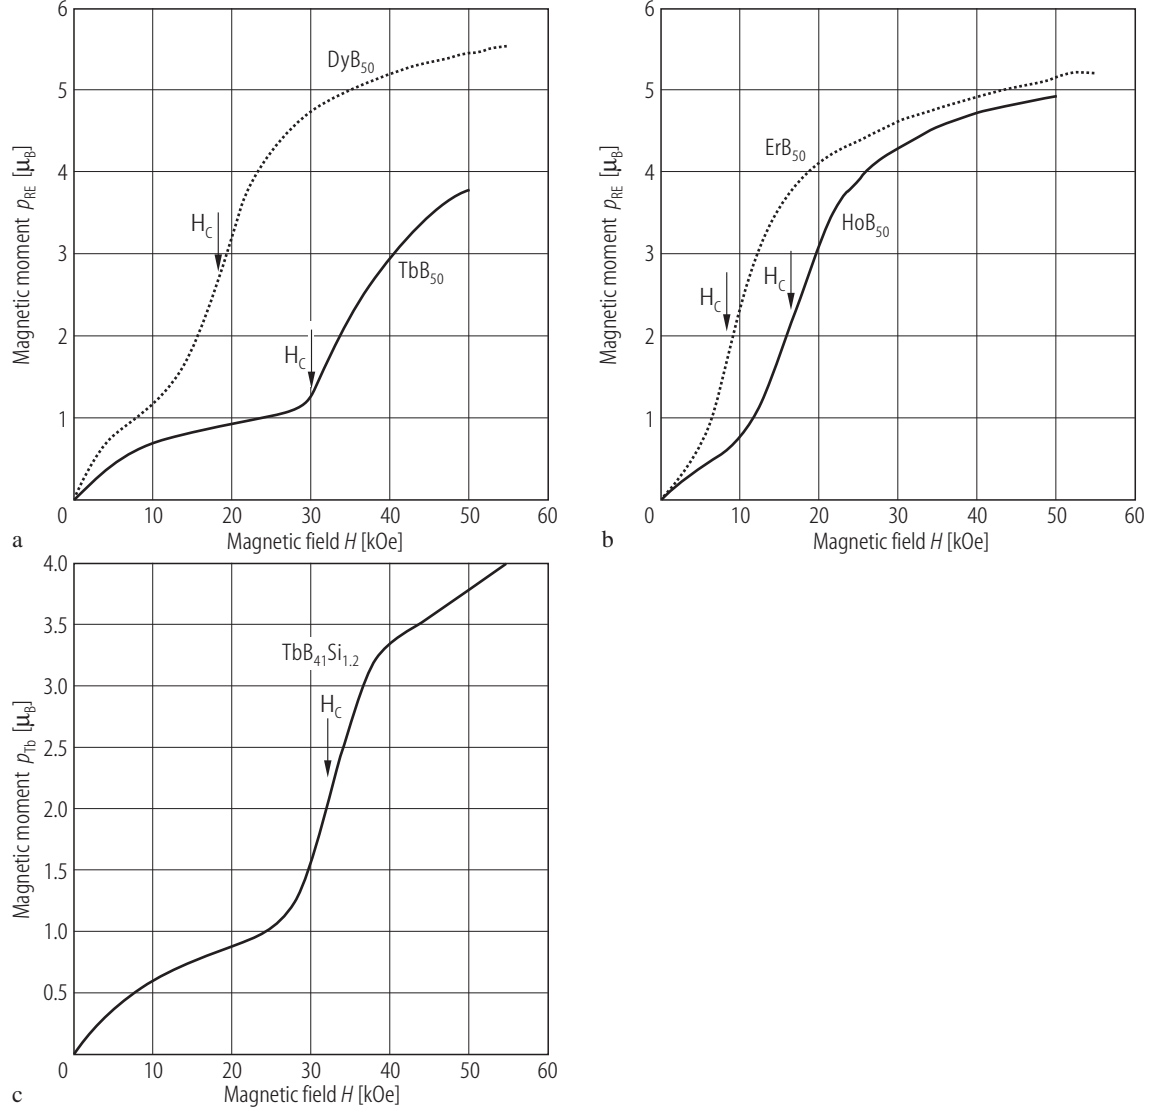 6
5
4
3
2
1
0
10
20
30
40
50
60
Magnetic moment p_RE [μ_B]
Magnetic field H [kOe]
DyB50
TbB50
H_C
H_C
a
6
5
4
3
2
1
0
10
20
30
40
50
60
Magnetic moment p_RE [μ_B]
Magnetic field H [kOe]
ErB50
HoB50
H_C
H_C
b
4.0
3.5
3.0
2.5
2.0
1.5
1.0
0.5
0
10
20
30
40
50
60
Magnetic moment p_Tb [μ_B]
Magnetic field H [kOe]
TbB41Si1.2
H_C
c